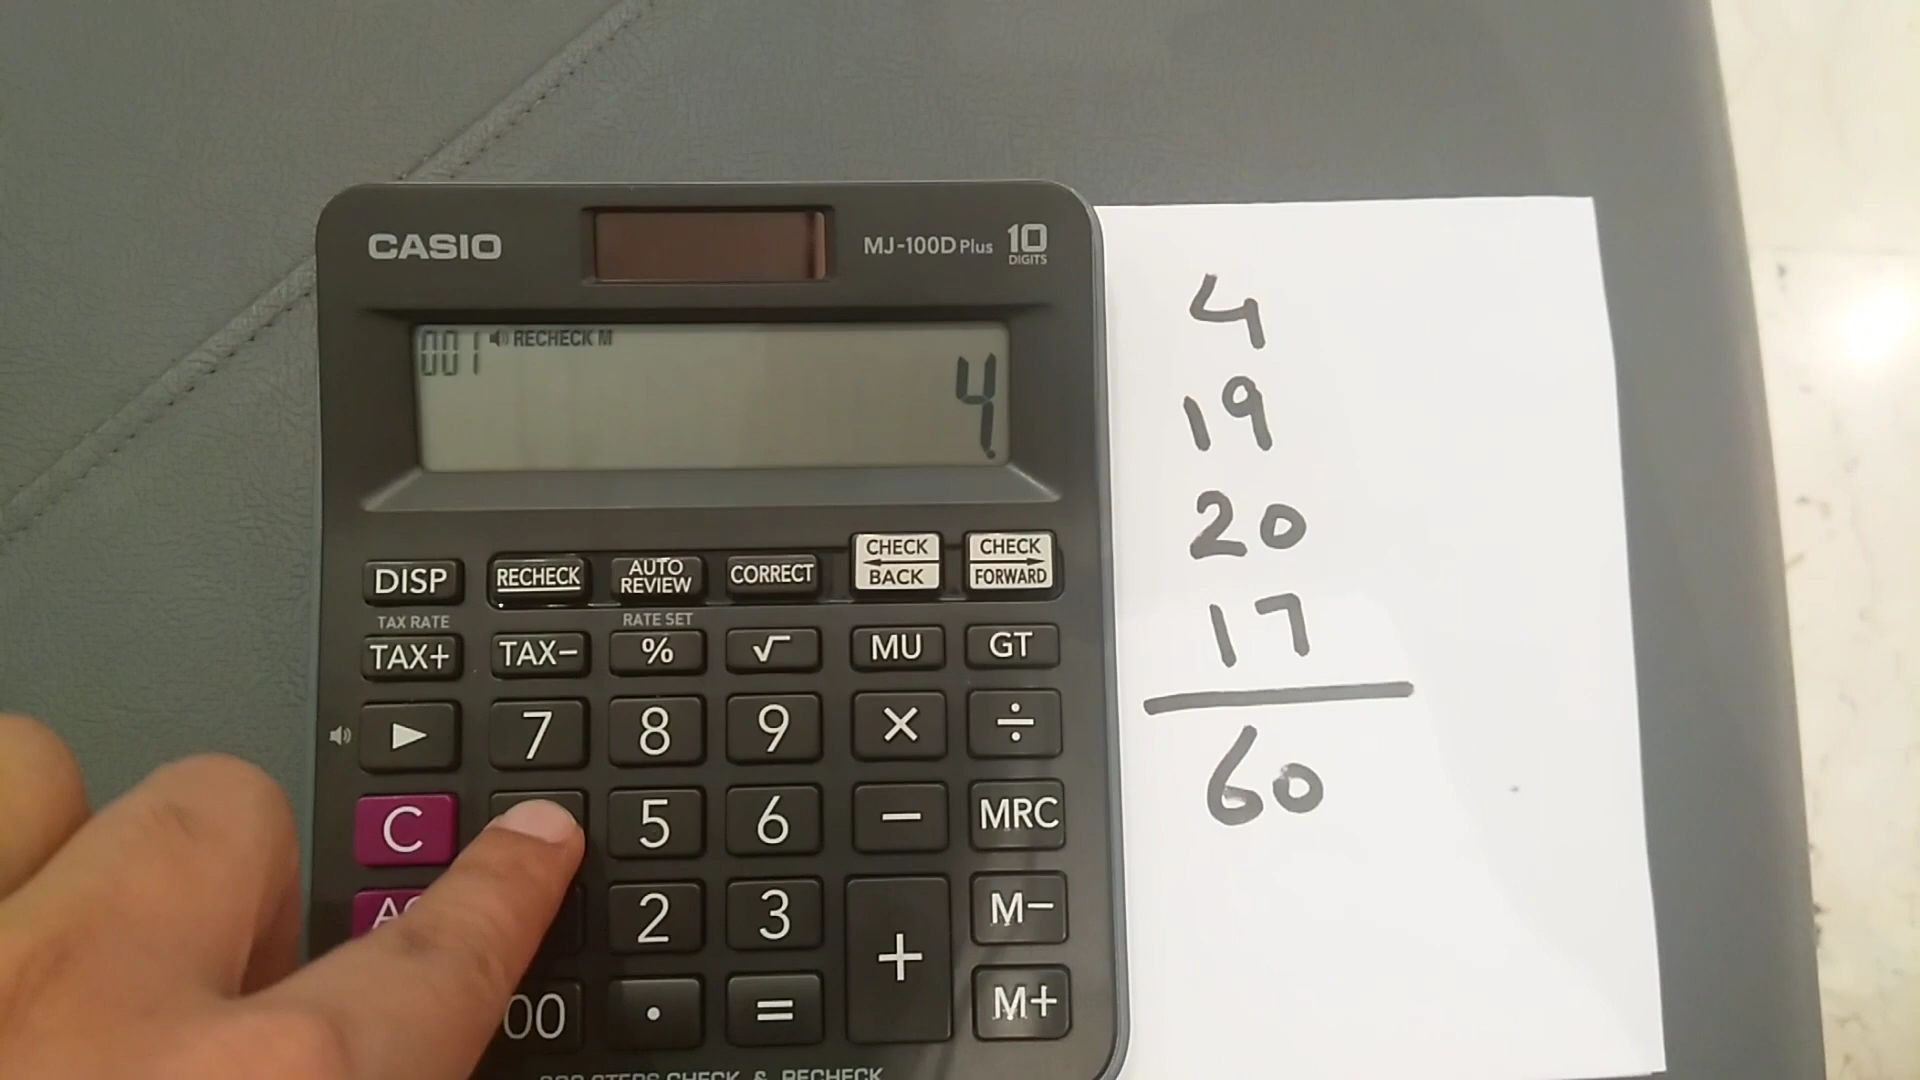 CASIO
MJ-100D Plus 10 DIGITS
001 RECHECK M
4.
DISP RECHECK AUTO REVIEW CORRECT CHECK BACK CHECK FORWARD
TAX RATE RATE SET
TAX+ TAX− % √ MU GT
▶ 7 8 9 × ÷
C 5 6 − MRC
2 3 + M−
00 · = M+
4
19
20
17
60